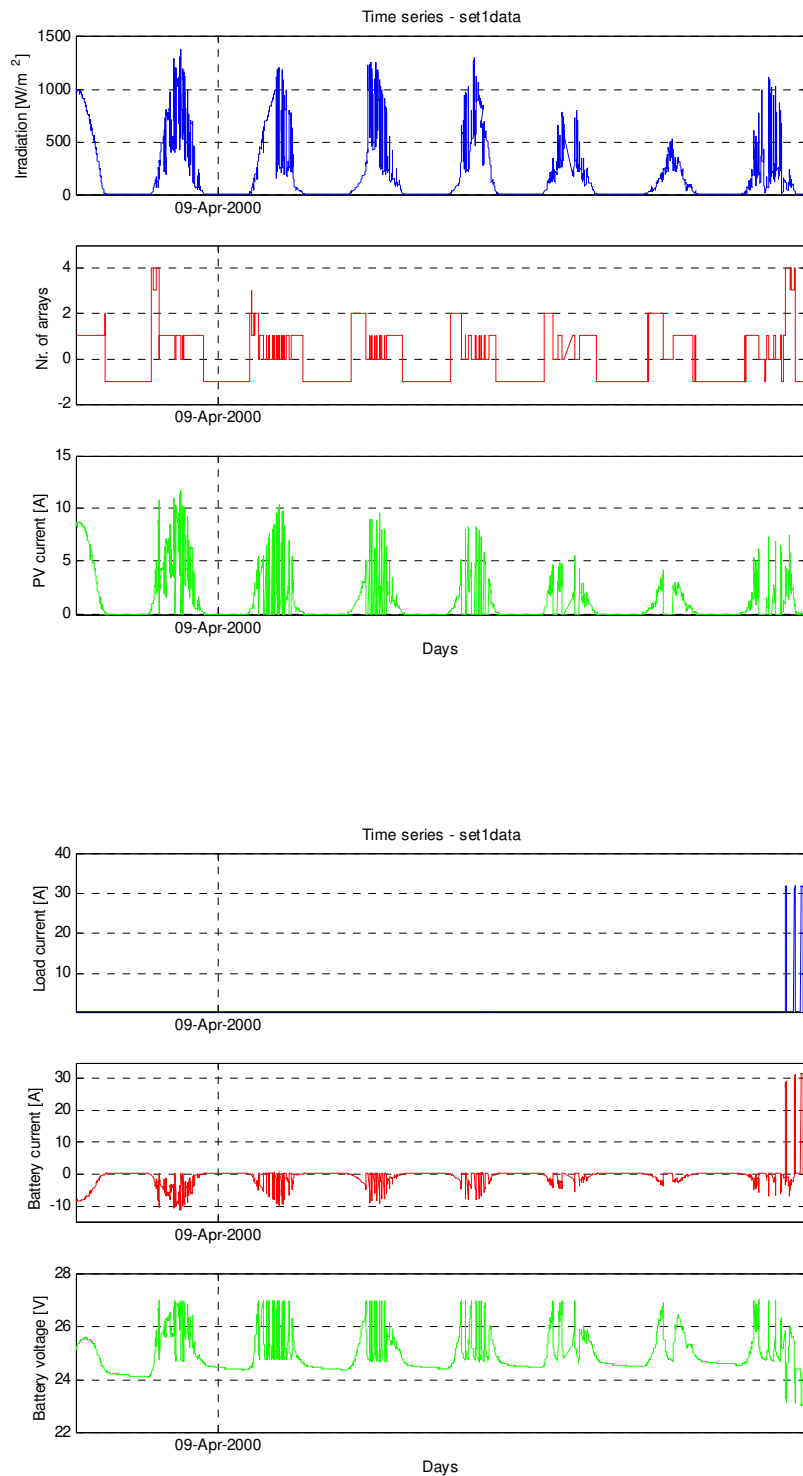 Time series - set1data
1500
1000
500
0
Irradiation [W/m 2]
09-Apr-2000
4
2
0
-2
Nr. of arrays
09-Apr-2000
15
10
5
0
PV current [A]
09-Apr-2000
Days
Time series - set1data
40
30
20
10
Load current [A]
09-Apr-2000
30
20
10
0
-10
Battery current [A]
09-Apr-2000
28
26
24
22
Battery voltage [V]
09-Apr-2000
Days